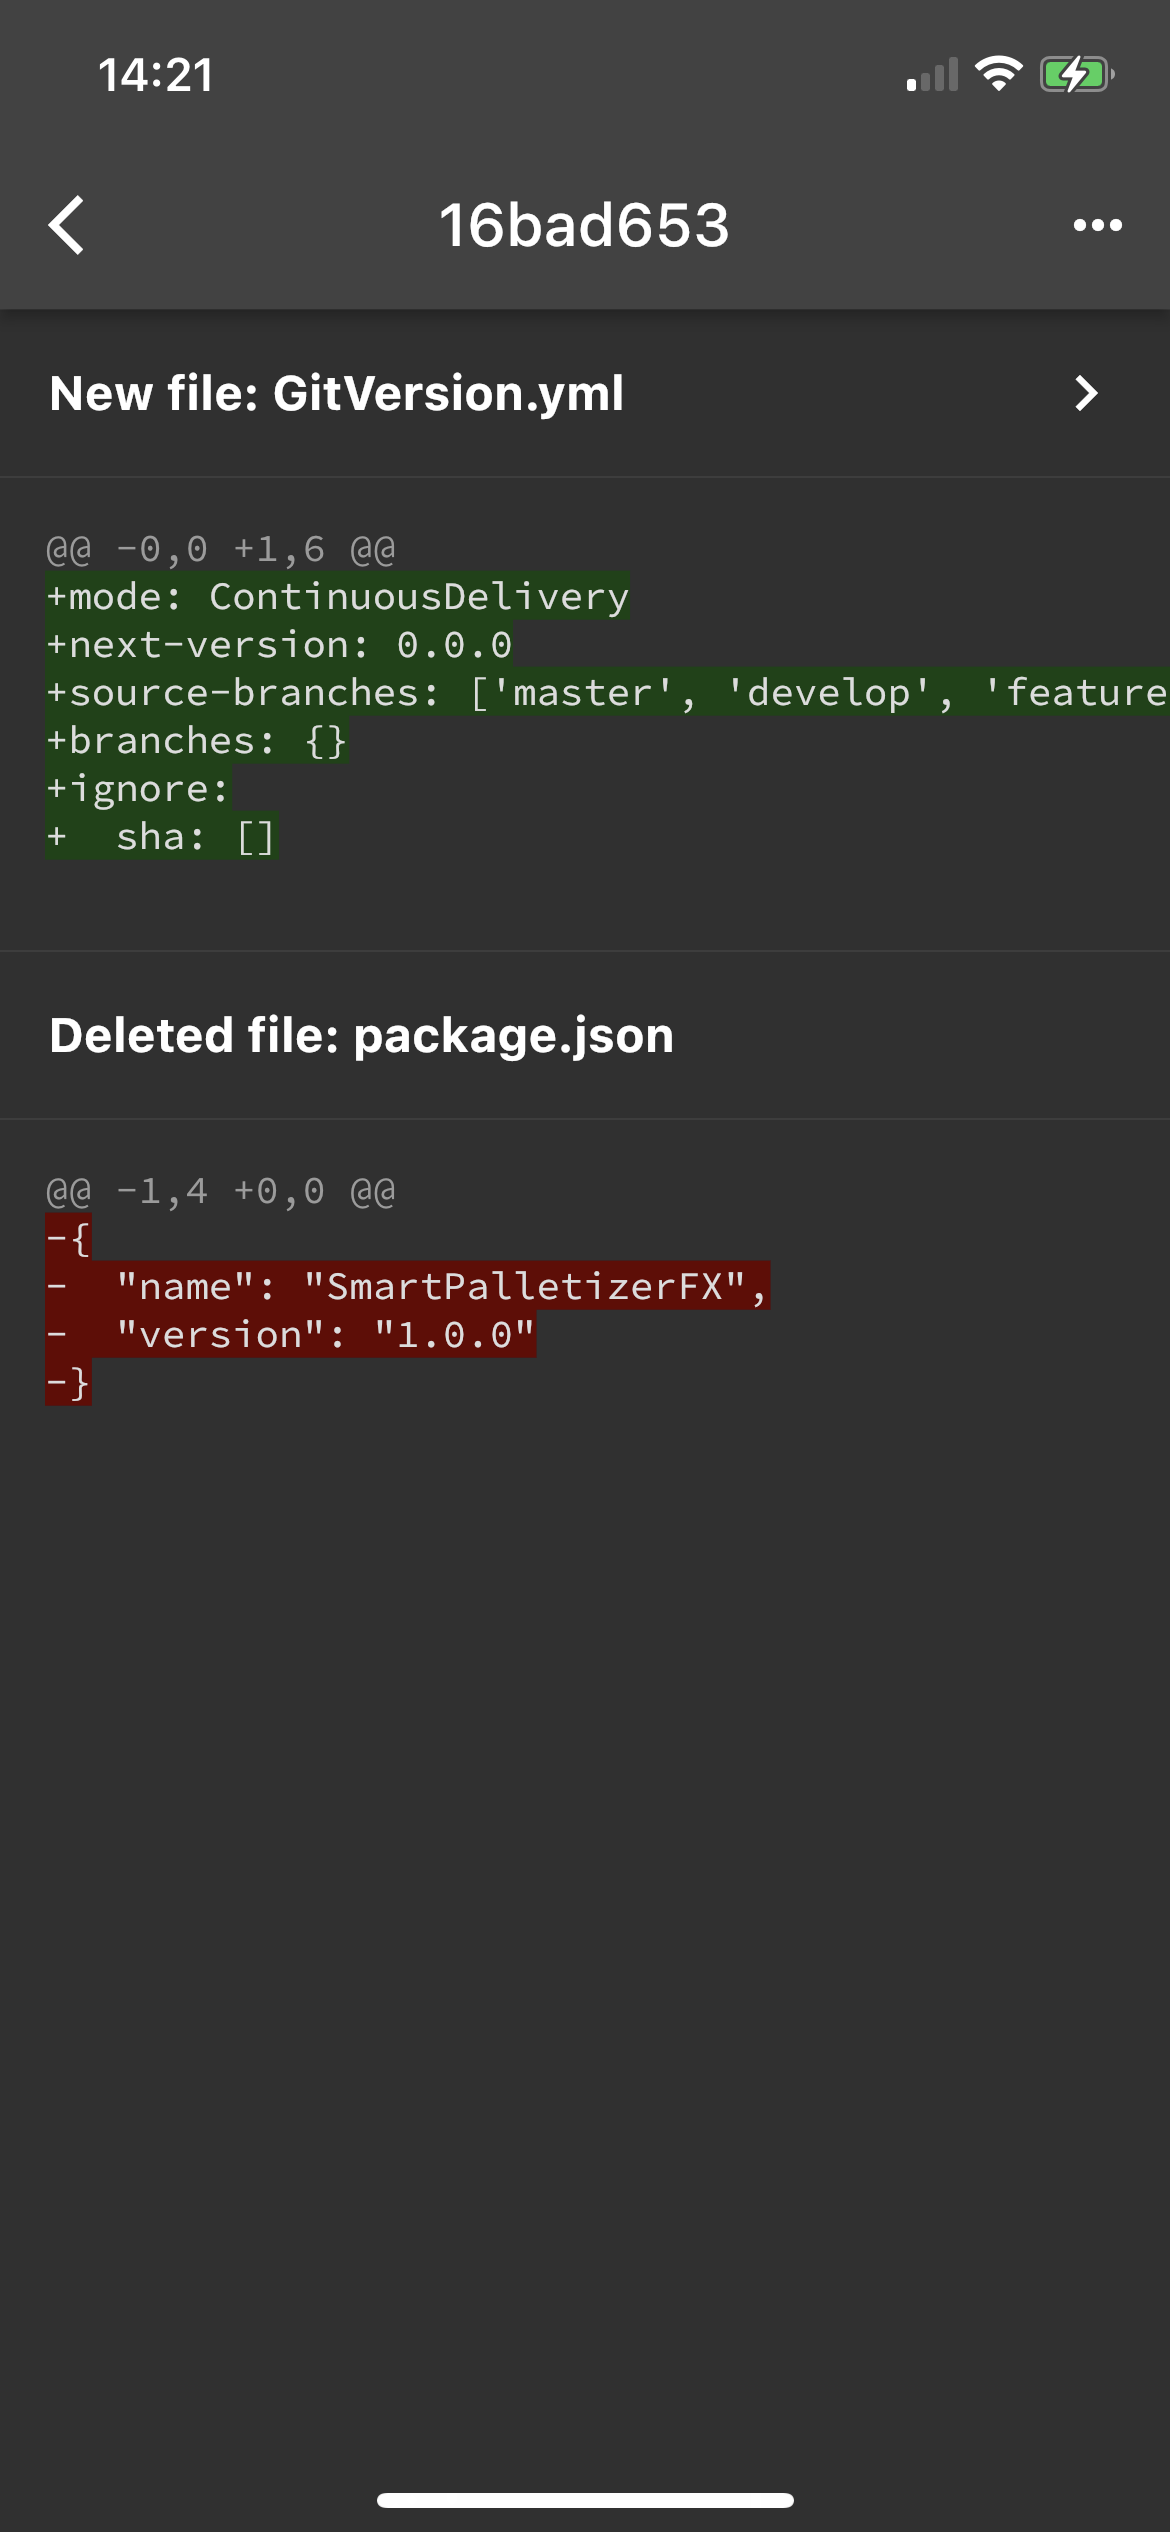 14:21
16bad653
New file: GitVersion.yml
@@ -0,0 +1,6 @@
+mode: ContinuousDelivery
+next-version: 0.0.0
+source-branches: ['master', 'develop', 'feature
+branches: {}
+ignore:
+  sha: []
Deleted file: package.json
@@ -1,4 +0,0 @@
-{
-  "name": "SmartPalletizerFX",
-  "version": "1.0.0"
-}